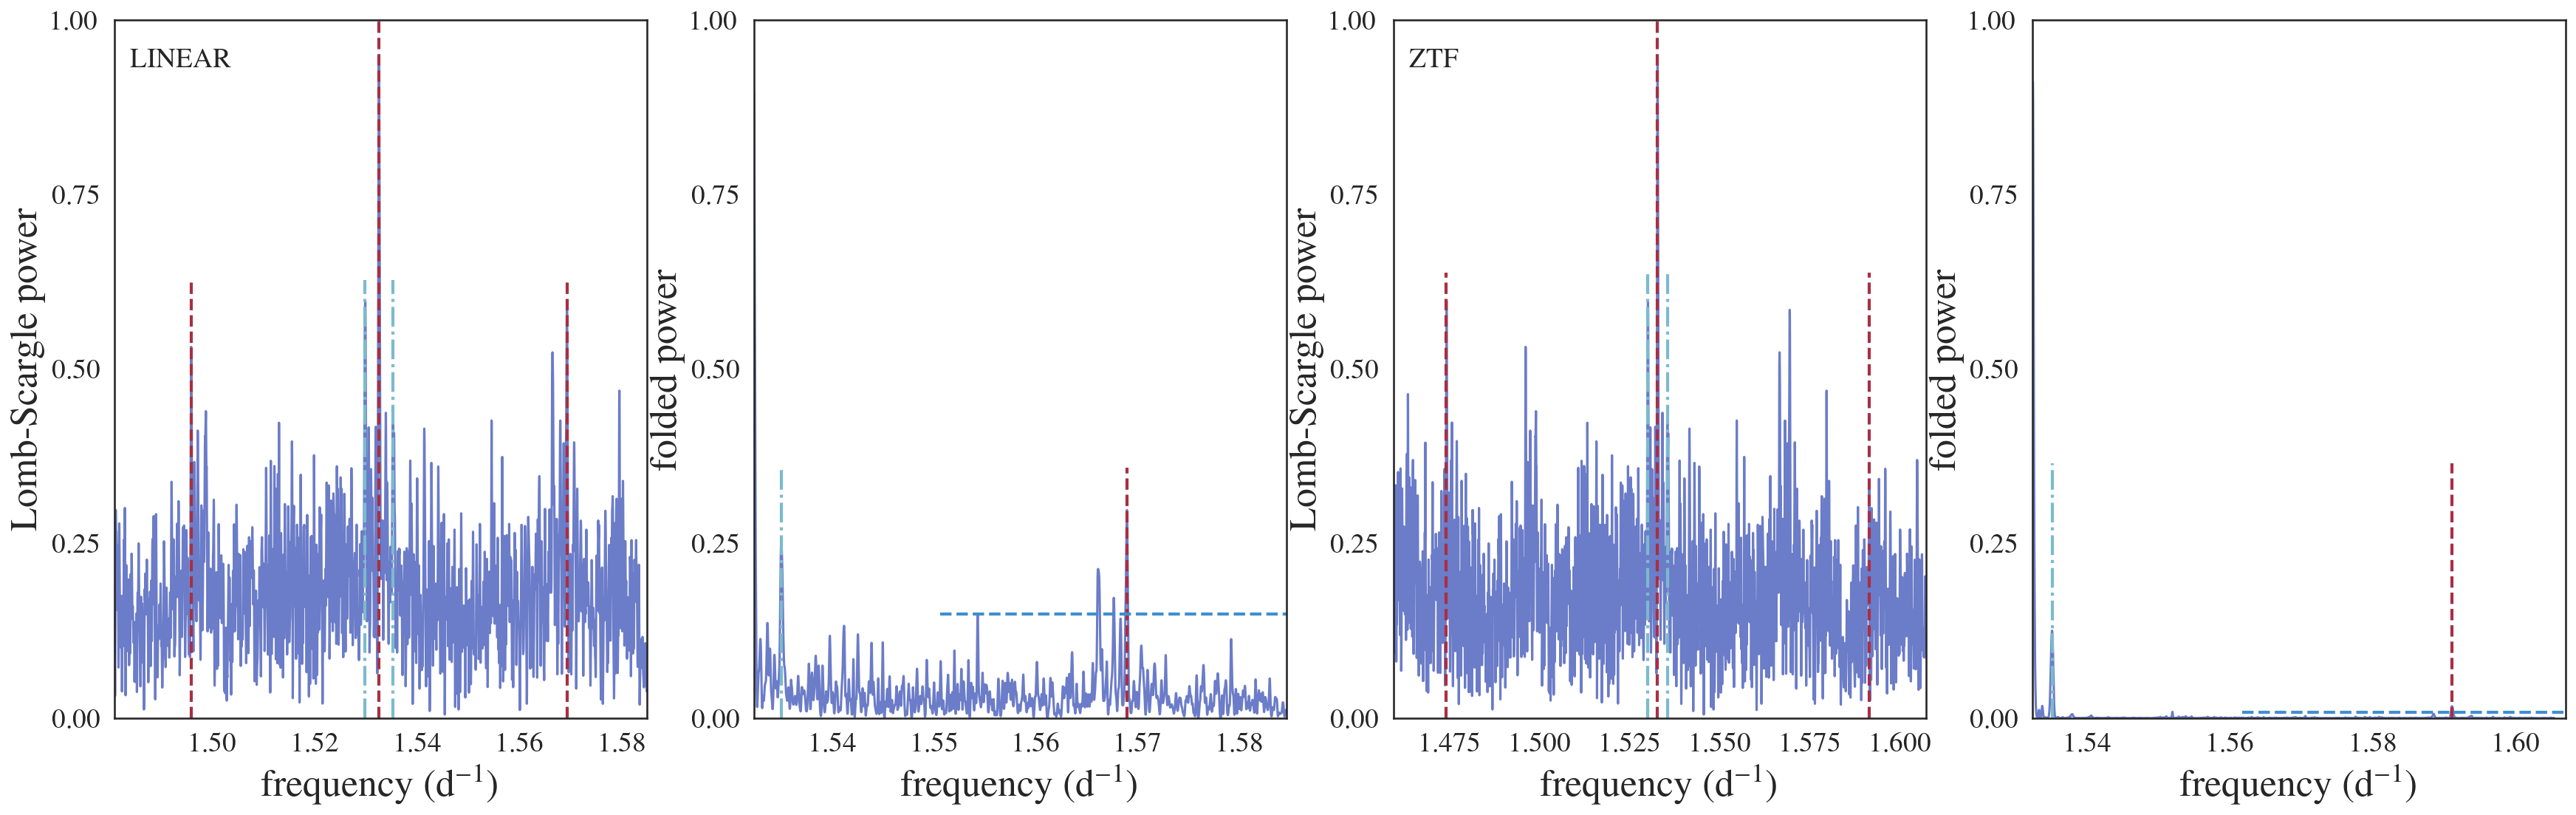 LINEAR
Lomb-Scargle power
1.00
0.75
0.50
0.25
0.00
1.50 1.52 1.54 1.56 1.58
frequency (d⁻¹)
folded power
1.00
0.75
0.50
0.25
0.00
1.54 1.55 1.56 1.57 1.58
frequency (d⁻¹)
ZTF
Lomb-Scargle power
1.00
0.75
0.50
0.25
0.00
1.475 1.500 1.525 1.550 1.575 1.600
frequency (d⁻¹)
folded power
1.00
0.75
0.50
0.25
0.00
1.54 1.56 1.58 1.60
frequency (d⁻¹)